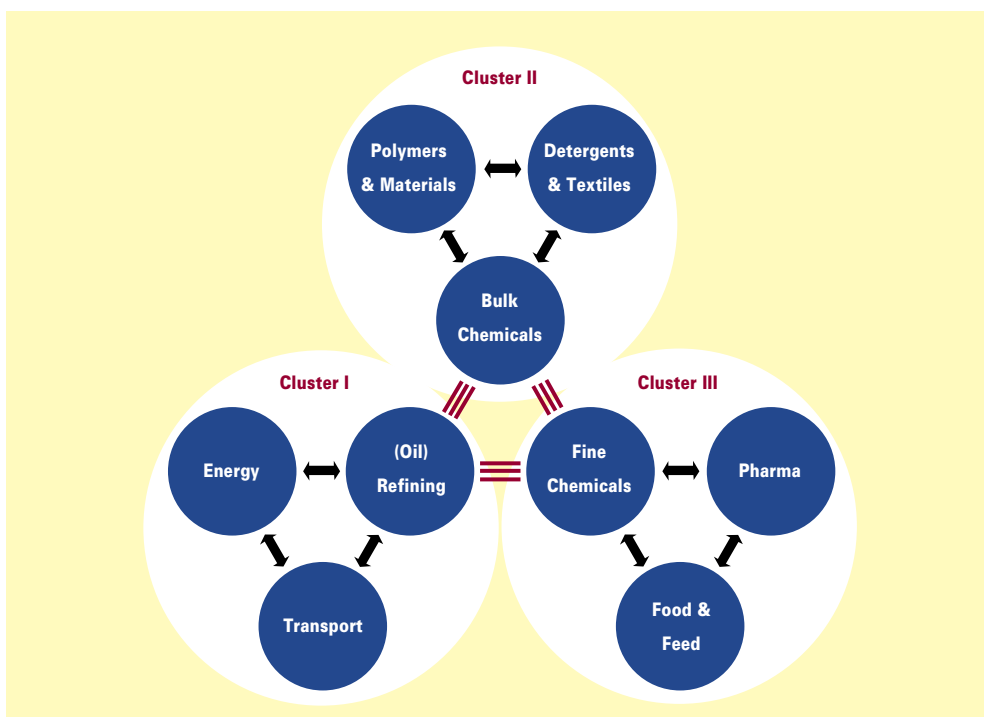 Cluster II
Polymers
& Materials
Detergents
& Textiles
Bulk
Chemicals
Cluster I
Energy
(Oil)
Refining
Transport
Cluster III
Fine
Chemicals
Pharma
Food &
Feed